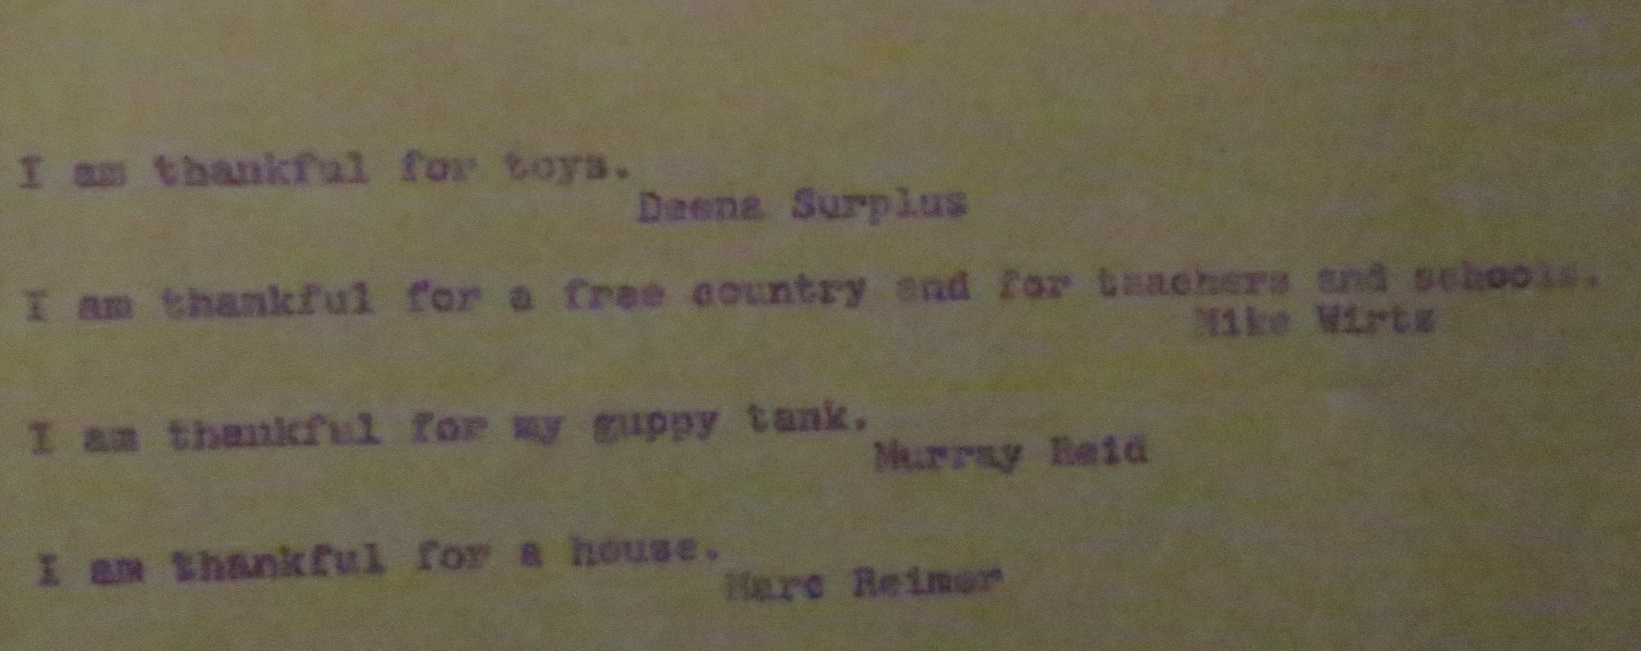 I am thankful for toys.
Deena Surplus
I am thankful for a free country and for teachers and schools.
Mike Wirtz
I am thankful for my guppy tank.
Murray Reid
I am thankful for a house.
Marc Reimer